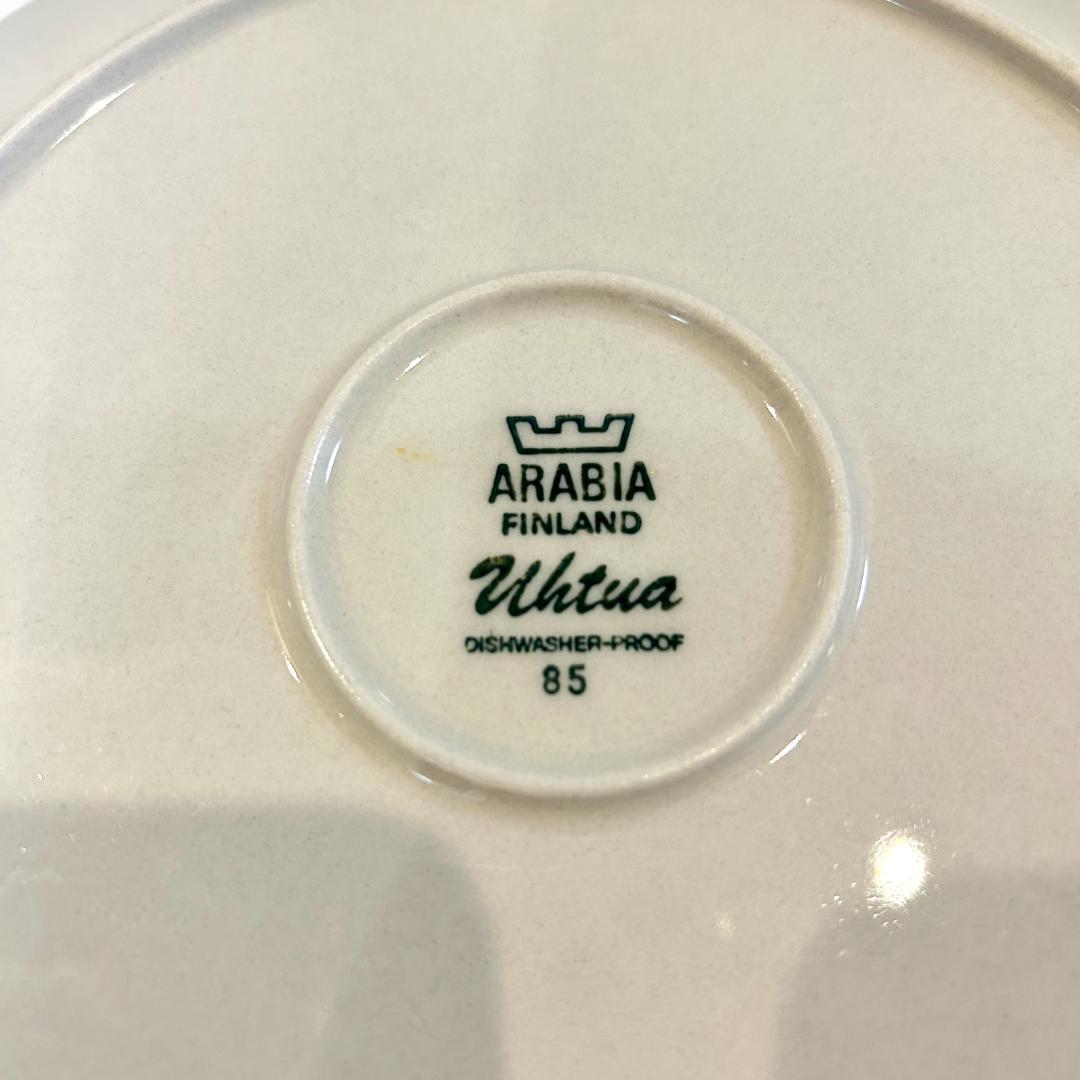 ARABIA
FINLAND
Uhtua
DISHWASHER-PROOF
85